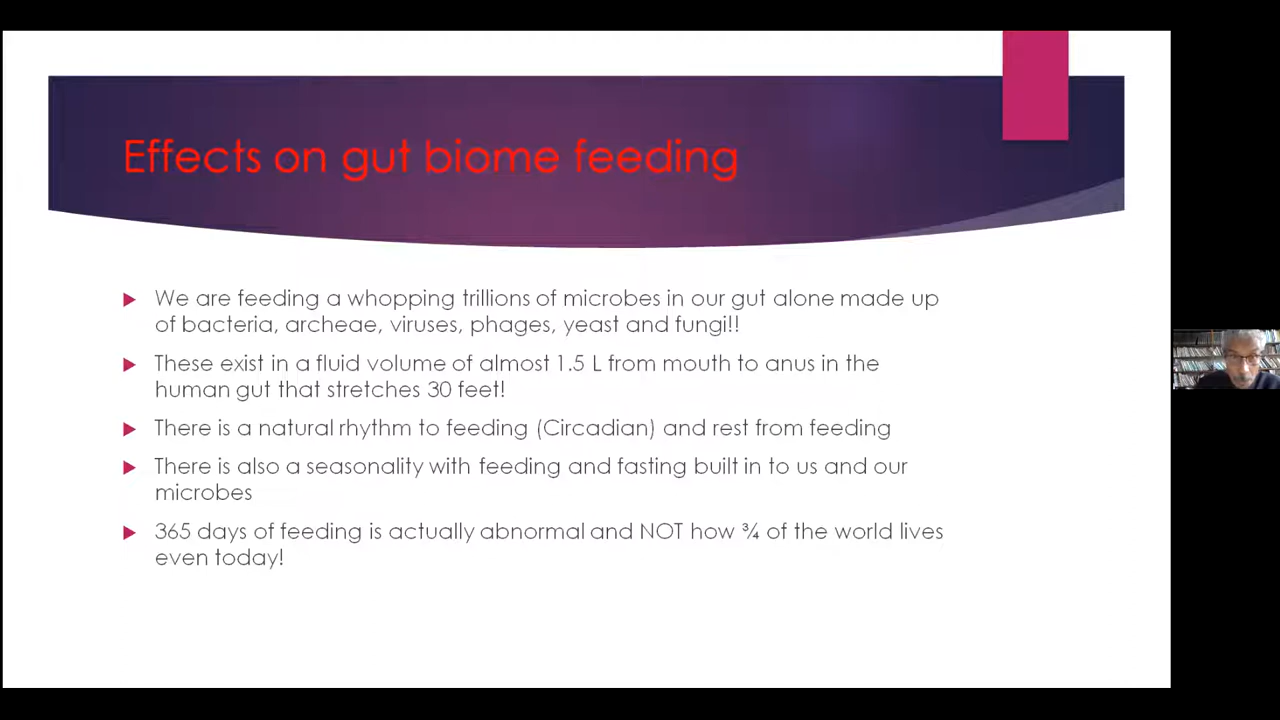 Effects on gut biome feeding
We are feeding a whopping trillions of microbes in our gut alone made up
of bacteria, archeae, viruses, phages, yeast and fungi!!
These exist in a fluid volume of almost 1.5 L from mouth to anus in the
human gut that stretches 30 feet!
There is a natural rhythm to feeding (Circadian) and rest from feeding
There is also a seasonality with feeding and fasting built in to us and our
microbes
365 days of feeding is actually abnormal and NOT how ¾ of the world lives
even today!